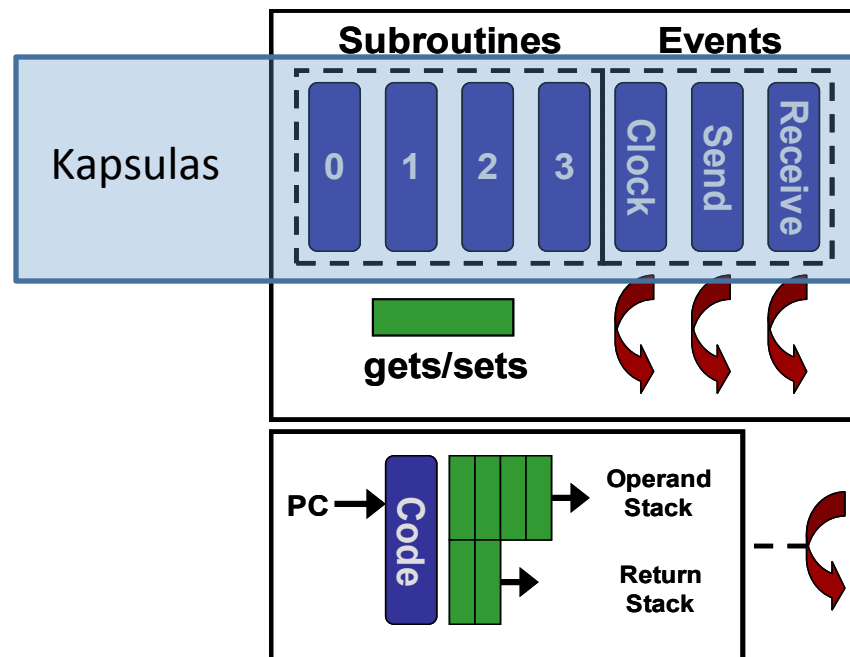 Subroutines
Events
Kapsulas
0
1
2
3
Clock
Send
Receive
gets/sets
PC
Code
Operand
Stack
Return
Stack